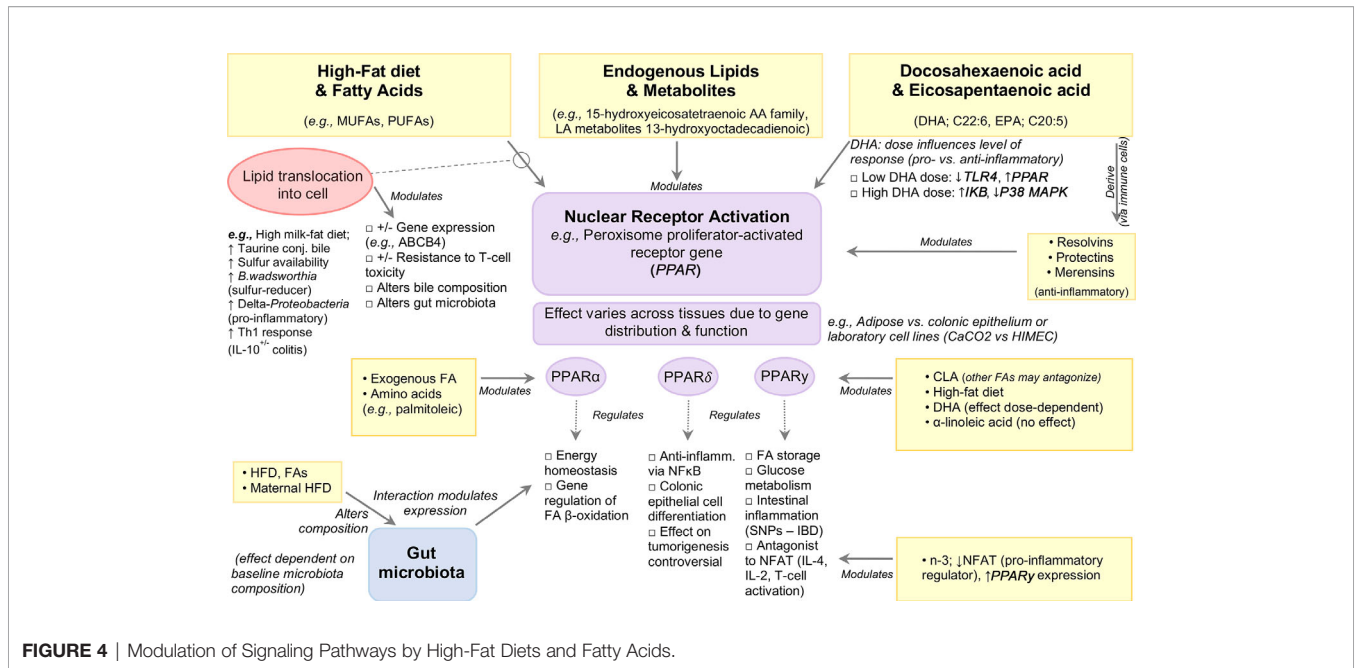 High-Fat diet
& Fatty Acids
(e.g., MUFAs, PUFAs)
Endogenous Lipids
& Metabolites
(e.g., 15-hydroxyeicosatetraenoic AA family,
LA metabolites 13-hydroxyoctadecadienoic)
Docosahexaenoic acid
& Eicosapentaenoic acid
(DHA; C22:6, EPA; C20:5)
Lipid translocation
into cell
Modulates
e.g., High milk-fat diet;
↑ Taurine conj. bile
↑ Sulfur availability
↑ B.wadsworthia
(sulfur-reducer)
↑ Delta-Proteobacteria
(pro-inflammatory)
↑ Th1 response
(IL-10+/- colitis)
□ +/- Gene expression
(e.g., ABCB4)
□ +/- Resistance to T-cell
toxicity
□ Alters bile composition
□ Alters gut microbiota
Modulates
Nuclear Receptor Activation
e.g., Peroxisome proliferator-activated
receptor gene
(PPAR)
DHA: dose influences level of
response (pro- vs. anti-inflammatory)
□ Low DHA dose: ↓TLR4, ↑PPAR
□ High DHA dose: ↑IKB, ↓P38 MAPK
Derive
(via immune cells)
Modulates
• Resolvins
• Protectins
• Merensins
(anti-inflammatory)
Effect varies across tissues due to gene
distribution & function
e.g., Adipose vs. colonic epithelium or
laboratory cell lines (CaCO2 vs HIMEC)
• Exogenous FA
• Amino acids
(e.g., palmitoleic)
Modulates
PPARα
PPARδ
PPARy
Modulates
• CLA (other FAs may antagonize)
• High-fat diet
• DHA (effect dose-dependent)
• α-linoleic acid (no effect)
Regulates
Regulates
□ Energy
homeostasis
□ Gene
regulation of
FA β-oxidation
□ Anti-inflamm.
via NFκB
□ Colonic
epithelial cell
differentiation
□ Effect on
tumorigenesis
controversial
□ FA storage
□ Glucose
metabolism
□ Intestinal
inflammation
(SNPs – IBD)
□ Antagonist
to NFAT (IL-4,
IL-2, T-cell
activation)
• HFD, FAs
• Maternal HFD
Interaction modulates
expression
Alters
composition
(effect dependent on
baseline microbiota
composition)
Gut
microbiota
Modulates
• n-3; ↓NFAT (pro-inflammatory
regulator), ↑PPARy expression
FIGURE 4 | Modulation of Signaling Pathways by High-Fat Diets and Fatty Acids.